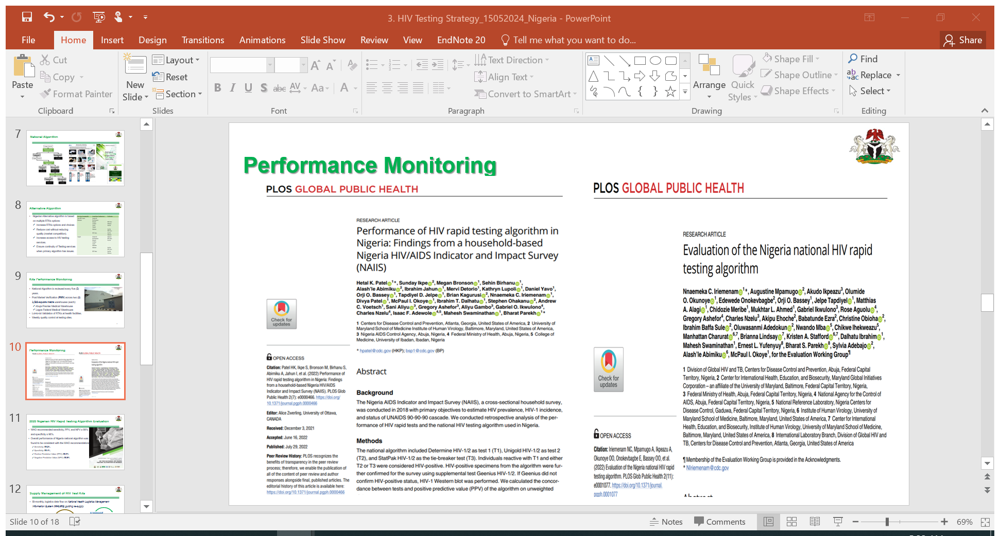 3. HIV Testing Strategy_15052024_Nigeria - PowerPoint
File Home Insert Design Transitions Animations Slide Show Review View EndNote 20 Tell me what you want to do... Share
Cut
Copy
Format Painter
Paste
Clipboard
New
Slide
Layout
Reset
Section
Slides
B I U S abc AV Aa A
Font
Text Direction
Align Text
Convert to SmartArt
Paragraph
Arrange
Quick
Styles
Shape Fill
Shape Outline
Shape Effects
Drawing
Find
Replace
Select
Editing
7
National Algorithm
8
Alternative Algorithm
Nigerian Alternative algorithm is based
on multiple RTKs options:
Increase RTKs options and choices
Reduce cost without reducing
quality (market competition).
Increase access to HIV testing
services.
Ensure continuity of Testing services
when primary algorithm has issues.
9
Kits Performance Monitoring
National Algorithm is reviewed every five (5)
years.
Post Market Verification (PMV) across two (2)
3,500-square metre warehouses (each):
Abuja Premier Medical Warehouse
Lagos Federal Medical Warehouse
Lot-to-lot Validation of RTKs at health facilities.
Weekly quality control at testing sites.
10
Performance Monitoring
11
2020 Nigerian HIV Rapid Testing Algorithm Evaluation
WHO recommended sensitivity, PPV, and NPV ≥ 99%
and specificity ≥ 98%.
Overall performance of Nigeria national algorithm was
found to be consistent with the WHO recommendation
12
Supply Management of HIV Test Kits
Bi-monthly, logistics data flow on National Health Logistics Management
Information System (NHLMIS) guiding re-supply.
Performance Monitoring
PLOS GLOBAL PUBLIC HEALTH
RESEARCH ARTICLE
Performance of HIV rapid testing algorithm in
Nigeria: Findings from a household-based
Nigeria HIV/AIDS Indicator and Impact Survey
(NAIIS)
Hetal K. Patel1*, Sunday Ikpe2, Megan Bronson1, Sehin Birhanu1,
Alash'le Abimiku2, Ibrahim Jahun1, Mervi Detorio1, Kathryn Lupoli1, Daniel Yavo1,
Orji O. Bassey1, Tapdiyel D. Jelpe1, Brian Kagurusi2, Nnaemeka C. Iriemenam1,
Divya Patel1, McPaul I. Okoye1, Ibrahim T. Dalhatu1, Stephen Ohakanu2, Andrew
C. Voetsch1, Sani Aliyu3, Gregory Ashefor3, Aliyu Gambo3, Gabriel O. Ikwulono4,
Charles Nzelu4, Isaac F. Adewole4,5, Mahesh Swaminathan1, Bharat Parekh1*
1 Centers for Disease Control and Prevention, Atlanta, Georgia, United States of America, 2 University of
Maryland School of Medicine Institute of Human Virology, Baltimore, Maryland, United States of America,
3 Nigeria AIDS Control Agency, Abuja, Nigeria, 4 Federal Ministry of Health, Abuja, Nigeria, 5 College of
Medicine, University of Ibadan, Ibadan, Nigeria
* hpatel@cdc.gov (HKP); bsp1@cdc.gov (BP)
Check for
updates
OPEN ACCESS
Citation: Patel HK, Ikpe S, Bronson M, Birhanu S,
Abimiku A, Jahun I, et al. (2022) Performance of
HIV rapid testing algorithm in Nigeria: Findings
from a household-based Nigeria HIV/AIDS
Indicator and Impact Survey (NAIIS). PLOS Glob
Public Health 2(7): e0000466. https://doi.org/
10.1371/journal.pgph.0000466
Editor: Alice Zwerling, University of Ottawa,
CANADA
Received: December 3, 2021
Accepted: June 16, 2022
Published: July 29, 2022
Peer Review History: PLOS recognizes the
benefits of transparency in the peer review
process; therefore, we enable the publication of
all of the content of peer review and author
responses alongside final, published articles. The
editorial history of this article is available here:
https://doi.org/10.1371/journal.pgph.0000466
Abstract
Background
The Nigeria AIDS Indicator and Impact Survey (NAIIS), a cross-sectional household survey,
was conducted in 2018 with primary objectives to estimate HIV prevalence, HIV-1 incidence,
and status of UNAIDS 90-90-90 cascade. We conducted retrospective analysis of the per-
formance of HIV rapid tests and the national HIV testing algorithm used in Nigeria.
Methods
The national algorithm included Determine HIV-1/2 as test 1 (T1), Unigold HIV-1/2 as test 2
(T2), and StatPak HIV-1/2 as the tie-breaker test (T3). Individuals reactive with T1 and either
T2 or T3 were considered HIV-positive. HIV-positive specimens from the algorithm were fur-
ther confirmed for the survey using supplemental test Geenius HIV-1/2. If Geenius did not
confirm HIV-positive status, HIV-1 Western blot was performed. We calculated the concor-
dance between tests and positive predictive value (PPV) of the algorithm on unweighted
PLOS GLOBAL PUBLIC HEALTH
RESEARCH ARTICLE
Evaluation of the Nigeria national HIV rapid
testing algorithm
Nnaemeka C. Iriemenam1*, Augustine Mpamugo2, Akudo Ikpeazu3, Olumide
O. Okunoye1, Edewede Onokevbagbe2, Orji O. Bassey1, Jelpe Tapdiyel1, Matthias
A. Alagi1, Chidozie Meribe1, Mukhtar L. Ahmed1, Gabriel Ikwulono3, Rose Aguolu4,
Gregory Ashefor4, Charles Nzelu3, Akipu Ehoche2, Babatunde Ezra2, Christine Obioha2,
Ibrahim Baffa Sule2, Oluwasanmi Adedokun2, Nwando Mba5, Chikwe Ihekweazu5,
Manhattan Charurat6,7, Brianna Lindsay7, Kristen A. Stafford6,7, Dalhatu Ibrahim1,
Mahesh Swaminathan1, Ernest L. Yufenyuy8, Bharat S. Parekh8, Sylvia Adebajo2,
Alash'le Abimiku6, McPaul I. Okoye1, for the Evaluation Working Group¶
1 Division of Global HIV and TB, Centers for Disease Control and Prevention, Abuja, Federal Capital
Territory, Nigeria, 2 Center for International Health, Education, and Biosecurity, Maryland Global Initiatives
Corporation – an affiliate of the University of Maryland, Baltimore, Federal Capital Territory, Nigeria,
3 Federal Ministry of Health, Abuja, Federal Capital Territory, Nigeria, 4 National Agency for the Control of
AIDS, Abuja, Federal Capital Territory, Nigeria, 5 National Reference Laboratory, Nigeria Centers for
Disease Control, Gaduwa, Federal Capital Territory, Nigeria, 6 Institute of Human Virology, University of
Maryland School of Medicine, Baltimore, Maryland, United States of America, 7 Center for International
Health, Education, and Biosecurity, Institute of Human Virology, University of Maryland School of Medicine,
Baltimore, Maryland, United States of America, 8 International Laboratory Branch, Division of Global HIV and
TB, Centers for Disease Control and Prevention, Atlanta, Georgia, United States of America
¶ Membership of the Evaluation Working Group is provided in the Acknowledgments.
* NIriemenam@cdc.gov
Check for
updates
OPEN ACCESS
Citation: Iriemenam NC, Mpamugo A, Ikpeazu A,
Okunoye OO, Onokevbagbe E, Bassey OO, et al.
(2022) Evaluation of the Nigeria national HIV rapid
testing algorithm. PLOS Glob Public Health 2(11):
e0001077. https://doi.org/10.1371/journal.
pgph.0001077
Abstract
Slide 10 of 18
Notes
Comments
69%